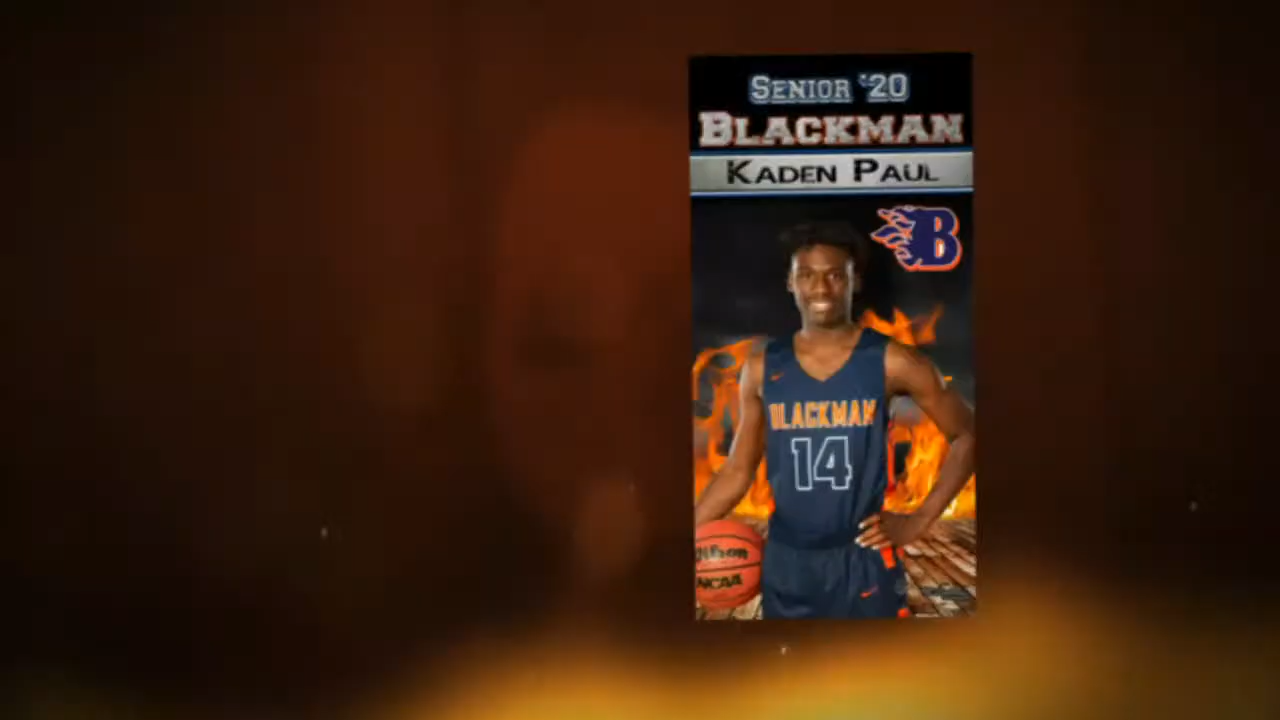 SENIOR '20
BLACKMAN
KADEN PAUL
B
BLACKMAN
14
Wilson
NCAA